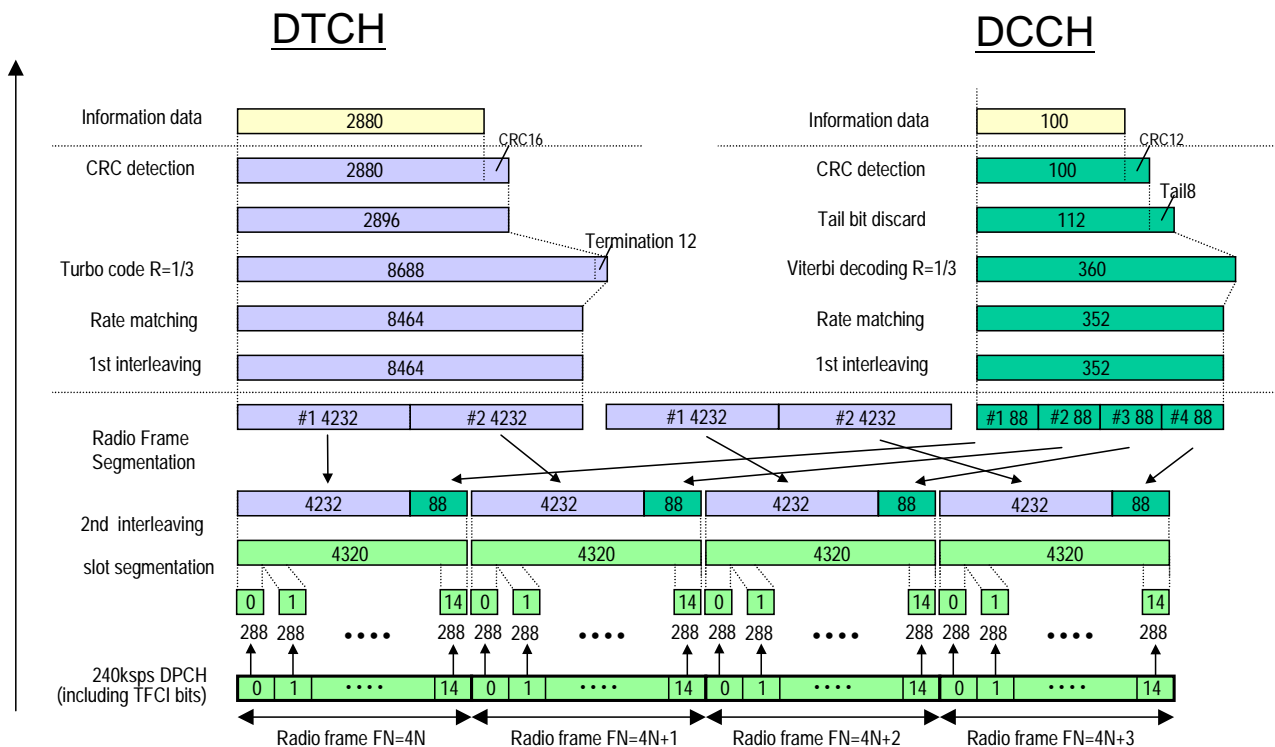 DTCH DCCH
Information data 2880 Information data 100
CRC16 CRC12
CRC detection 2880 CRC detection 100
Tail8
2896 Tail bit discard 112
Termination 12
Turbo code R=1/3 8688 Viterbi decoding R=1/3 360
Rate matching 8464 Rate matching 352
1st interleaving 8464 1st interleaving 352
#1 4232 #2 4232 #1 4232 #2 4232 #1 88 #2 88 #3 88 #4 88
Radio Frame
Segmentation
4232 88 4232 88 4232 88 4232 88
2nd interleaving
4320 4320 4320 4320
slot segmentation
0 1 14 0 1 14 0 1 14 0 1 14
288 288 •••• 288 288 288 •••• 288 288 288 •••• 288 288 288 •••• 288
240ksps DPCH
(including TFCI bits)
0 1 •••• 14 0 1 •••• 14 0 1 •••• 14 0 1 •••• 14
Radio frame FN=4N Radio frame FN=4N+1 Radio frame FN=4N+2 Radio frame FN=4N+3